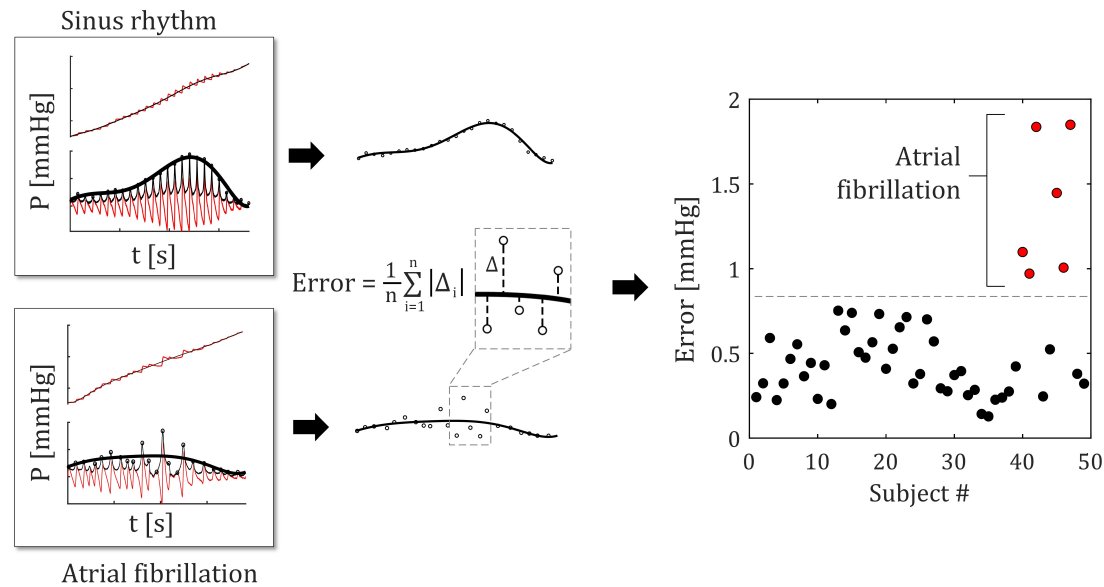 Sinus rhythm
P [mmHg]
t [s]
P [mmHg]
t [s]
Atrial fibrillation
Error = 1/n n∑i=1 |Δi|
Δ
Error [mmHg]
2
1.5
1
0.5
0
Atrial
fibrillation
0 10 20 30 40 50
Subject #